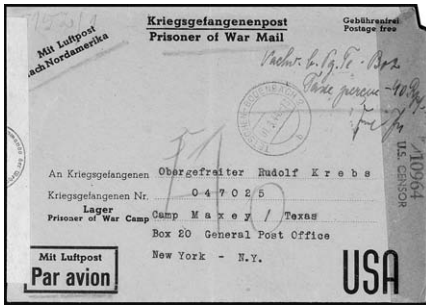 Kriegsgefangenenpost
Prisoner of War Mail
Gebührenfrei
Postage free
Mit Luftpost
nach Nordamerika
An Kriegsgefangenen Obergefreiter Rudolf Krebs
Kriegsgefangenen Nr. 047025
Lager
Prisoner of War Camp Camp Maxey / Texas
Box 20 General Post Office
New York - N.Y.
Mit Luftpost
Par avion
USA
10964
U.S. CENSOR